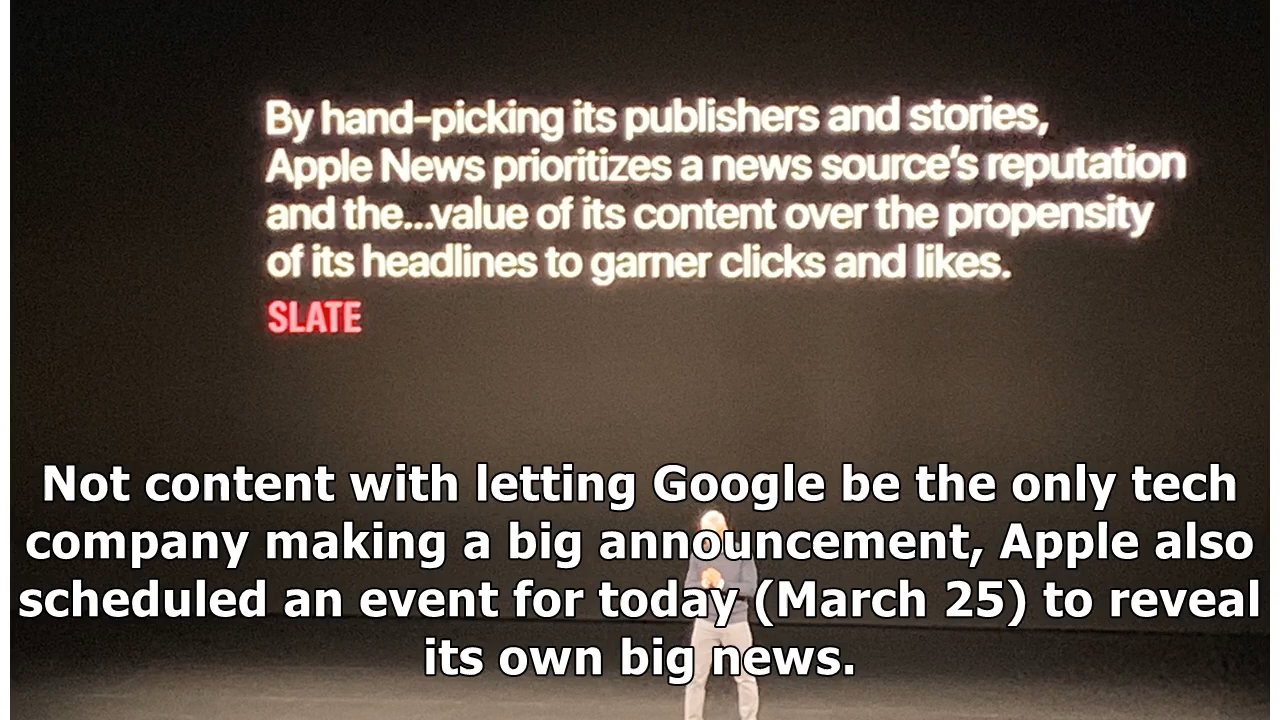 By hand-picking its publishers and stories,
Apple News prioritizes a news source's reputation
and the...value of its content over the propensity
of its headlines to garner clicks and likes.
SLATE
Not content with letting Google be the only tech
company making a big announcement, Apple also
scheduled an event for today (March 25) to reveal
its own big news.